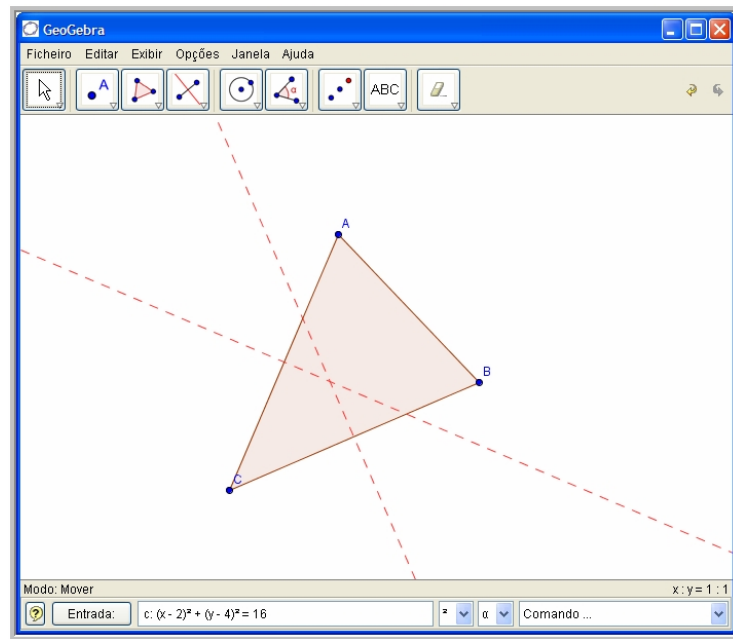 GeoGebra
Ficheiro Editar Exibir Opções Janela Ajuda
A α ABC
A
B
C
Modo: Mover
x : y = 1 : 1
Entrada: c: (x - 2)² + (y - 4)² = 16 ² α Comando ...